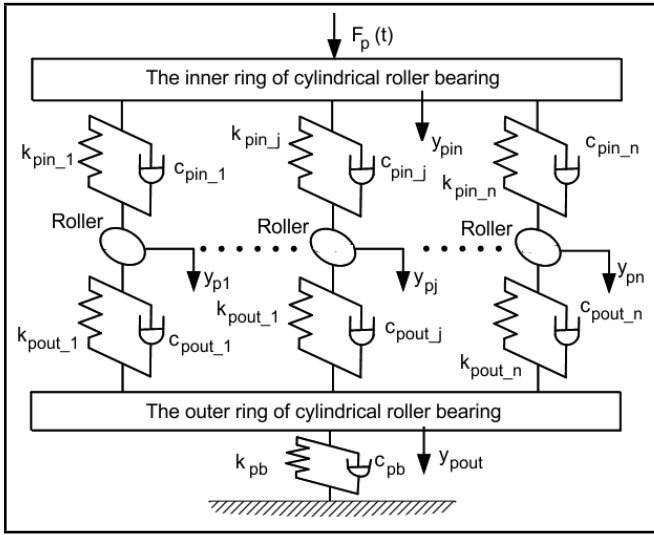 F_p (t)
The inner ring of cylindrical roller bearing
k_pin_1 c_pin_1 k_pin_j c_pin_j y_pin k_pin_n c_pin_n
Roller Roller Roller
y_p1 y_pj y_pn
k_pout_1 c_pout_1 k_pout_1 c_pout_j k_pout_n c_pout_n
The outer ring of cylindrical roller bearing
k_pb c_pb y_pout